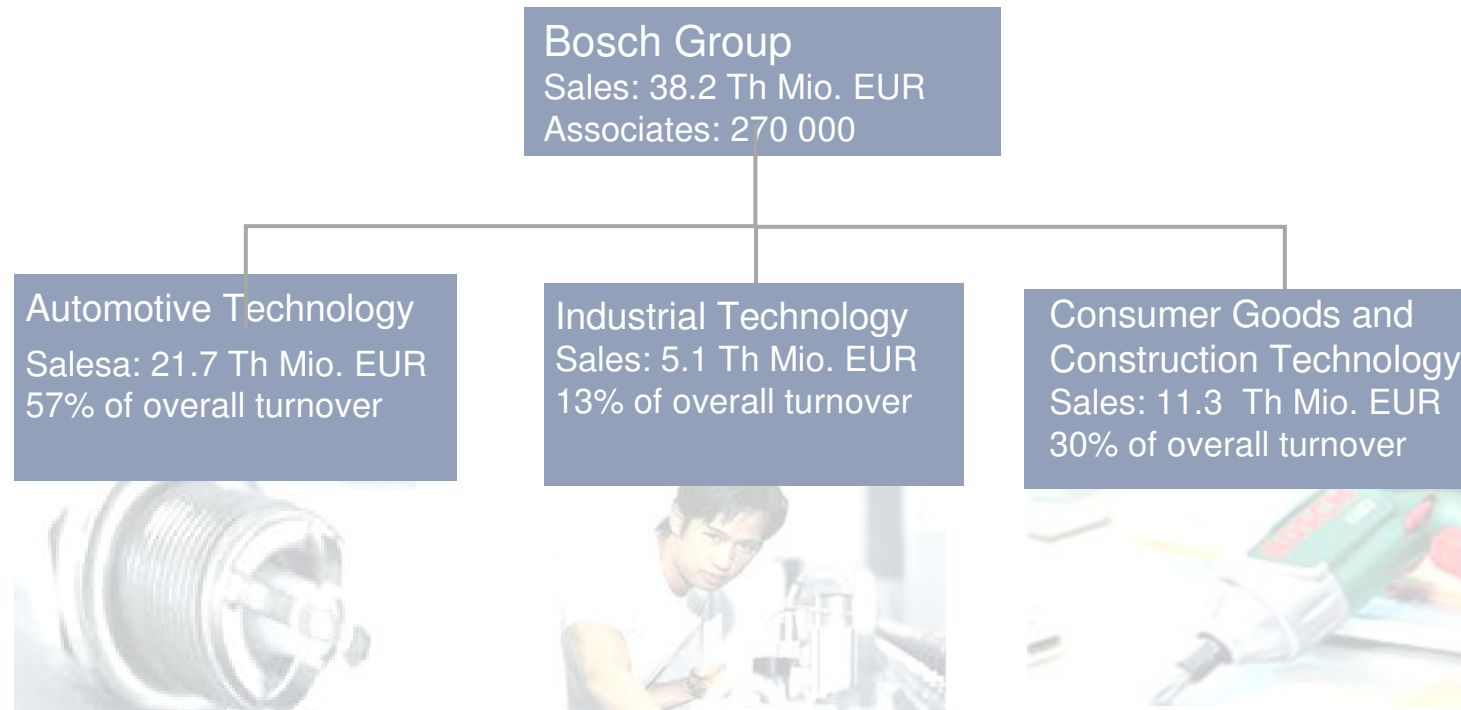 Bosch Group
Sales: 38.2 Th Mio. EUR
Associates: 270 000
Automotive Technology
Salesa: 21.7 Th Mio. EUR
57% of overall turnover
Industrial Technology
Sales: 5.1 Th Mio. EUR
13% of overall turnover
Consumer Goods and
Construction Technology
Sales: 11.3 Th Mio. EUR
30% of overall turnover
BOSCH